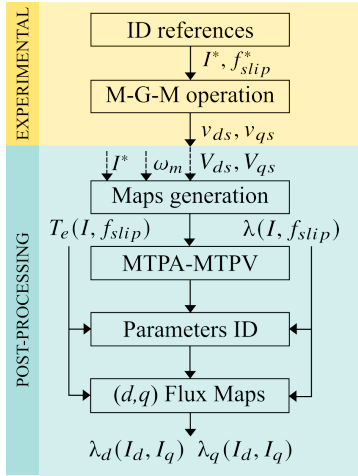 EXPERIMENTAL
ID references
I*, f*slip
M-G-M operation
vds, vqs
POST-PROCESSING
I* ωm Vds, Vqs
Maps generation
Te(I, fslip) λ(I, fslip)
MTPA-MTPV
Parameters ID
(d,q) Flux Maps
λd(Id, Iq) λq(Id, Iq)